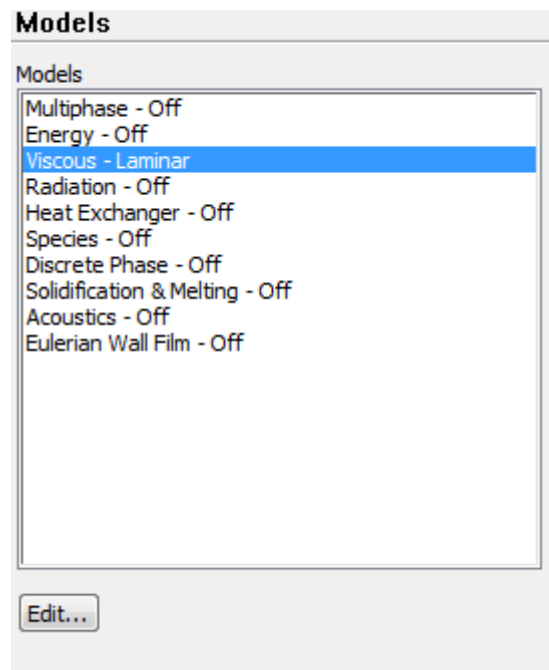 Models
Models
Multiphase - Off
Energy - Off
Viscous - Laminar
Radiation - Off
Heat Exchanger - Off
Species - Off
Discrete Phase - Off
Solidification & Melting - Off
Acoustics - Off
Eulerian Wall Film - Off
Edit...